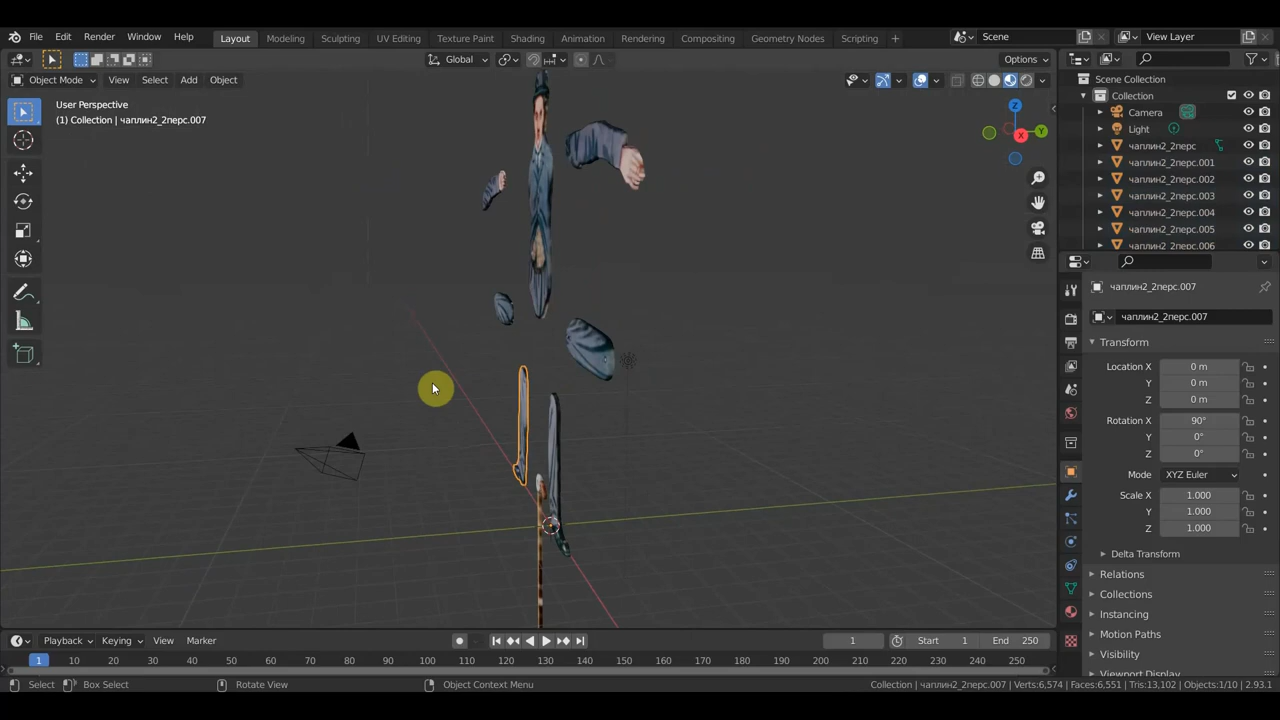 File Edit Render Window Help Layout Modeling Sculpting UV Editing Texture Paint Shading Animation Rendering Compositing Geometry Nodes Scripting + Scene View Layer
Global Options
Object Mode View Select Add Object
User Perspective
(1) Collection | чаплин2_2перс.007
Z
Y
X
Scene Collection
Collection
Camera
Light
чаплин2_2перс
чаплин2_2перс.001
чаплин2_2перс.002
чаплин2_2перс.003
чаплин2_2перс.004
чаплин2_2перс.005
чаплин2_2перс.006
чаплин2_2перс.007
чаплин2_2перс.007
Transform
Location X 0 m
Y 0 m
Z 0 m
Rotation X 90°
Y 0°
Z 0°
Mode XYZ Euler
Scale X 1.000
Y 1.000
Z 1.000
Delta Transform
Relations
Collections
Instancing
Motion Paths
Visibility
Viewport Display
Playback Keying View Marker 1 Start 1 End 250
1 10 20 30 40 50 60 70 80 90 100 110 120 130 140 150 160 170 180 190 200 210 220 230 240 250
Select Box Select Rotate View Object Context Menu Collection | чаплин2_2перс.007 | Verts:6,574 | Faces:6,551 | Tris:13,102 | Objects:1/10 | 2.93.1